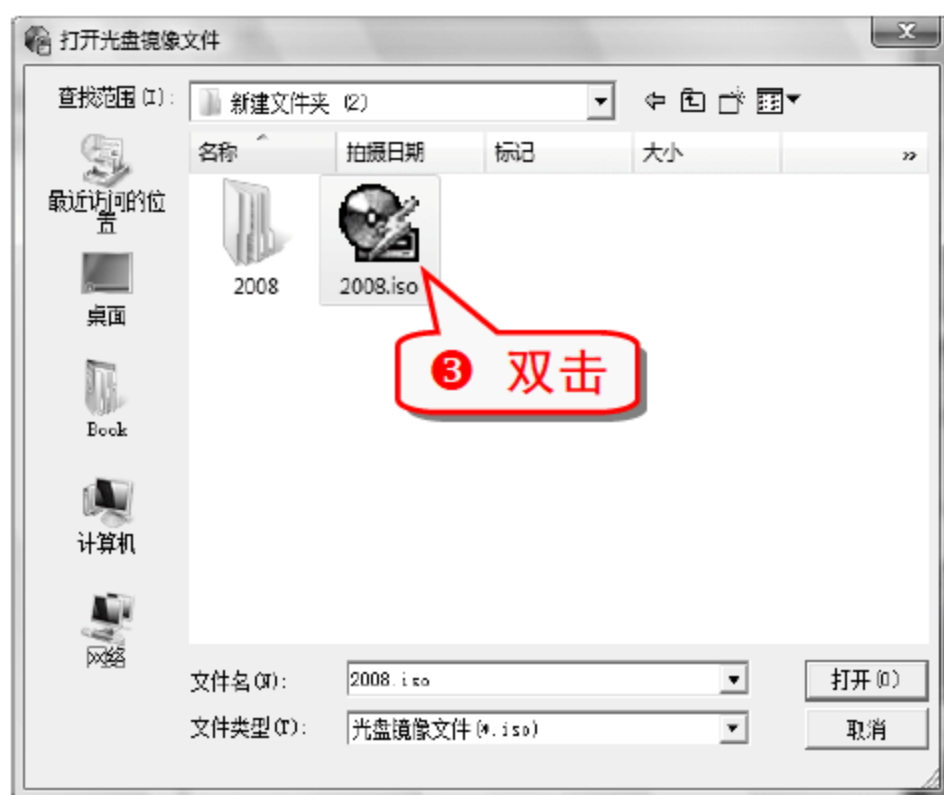 打开光盘镜像文件
查找范围(I):
新建文件夹 (2)
名称 拍摄日期 标记 大小 »
最近访问的位
置
桌面
Book
计算机
网络
2008
2008.iso
❸ 双击
文件名(N):
2008.iso
打开(O)
文件类型(T):
光盘镜像文件(*.iso)
取消